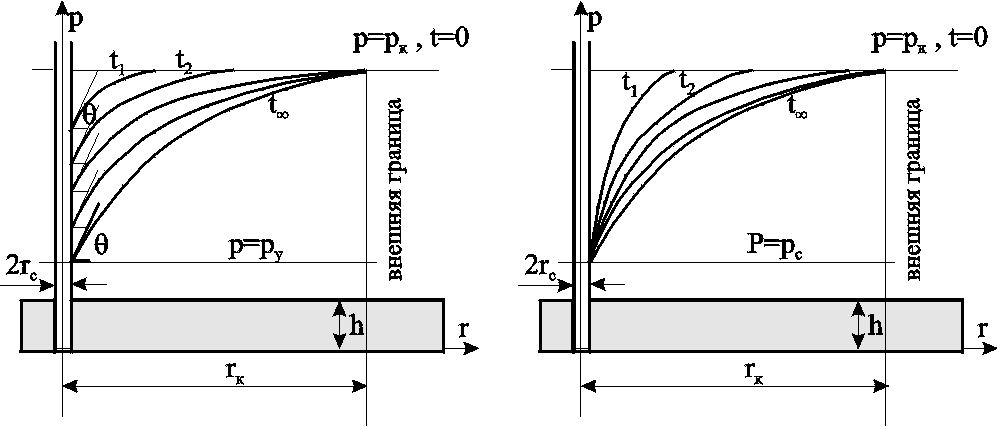 p
p=pк , t=0
t₁
t₂
θ
t∞
θ
p=pу
внешняя граница
2rс
h
r
rк
p
p=pк , t=0
t₁
t₂
t∞
P=pс
внешняя граница
2rс
h
r
rк